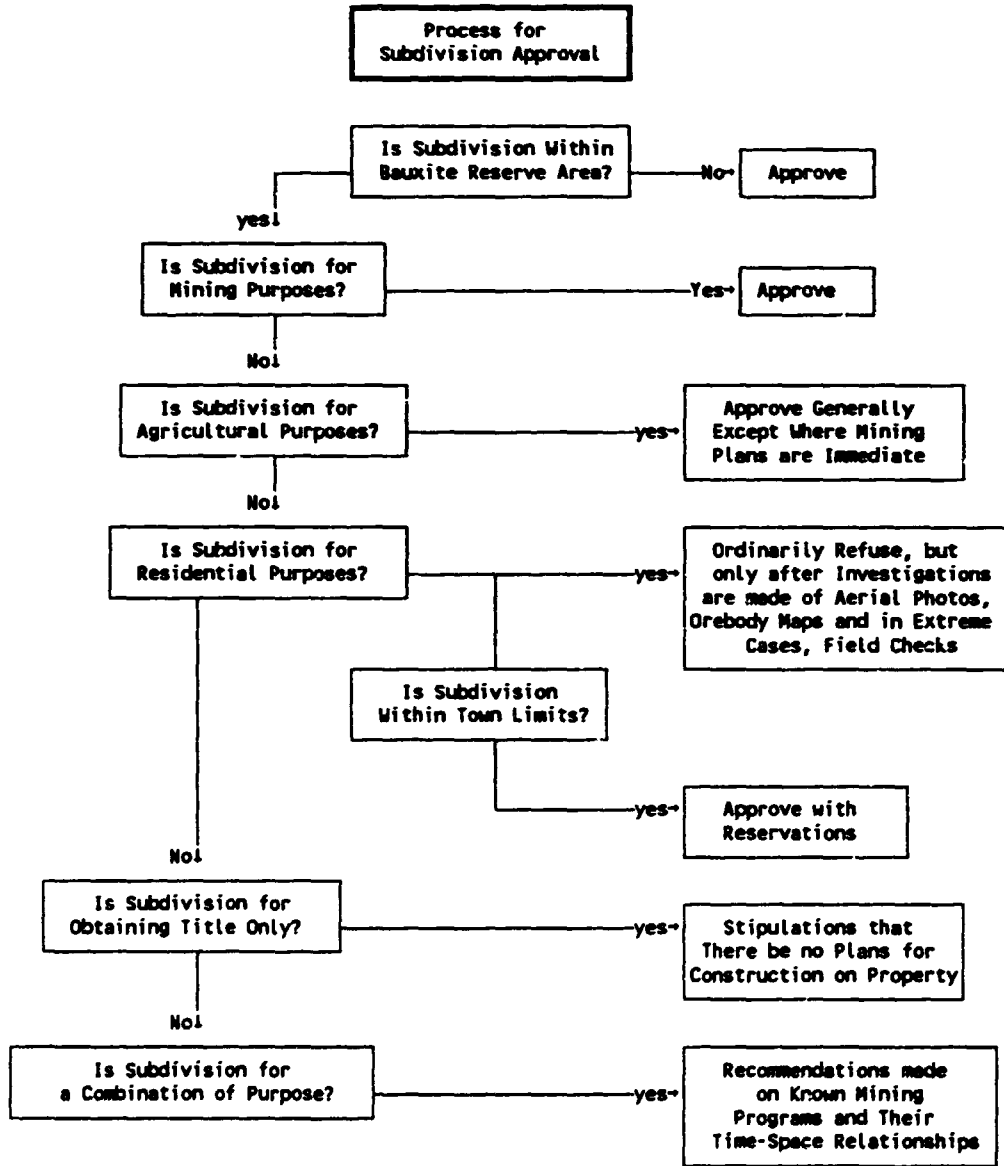 Process for
Subdivision Approval
Is Subdivision Within
Bauxite Reserve Area?
No→
Approve
yes↓
Is Subdivision for
Mining Purposes?
Yes→
Approve
No↓
Is Subdivision for
Agricultural Purposes?
yes→
Approve Generally
Except Where Mining
Plans are Immediate
No↓
Is Subdivision for
Residential Purposes?
yes→
Ordinarily Refuse, but
only after Investigations
are made of Aerial Photos,
Orebody Maps and in Extreme
Cases, Field Checks
Is Subdivision
Within Town Limits?
yes→
Approve with
Reservations
No↓
Is Subdivision for
Obtaining Title Only?
yes→
Stipulations that
There be no Plans for
Construction on Property
No↓
Is Subdivision for
a Combination of Purpose?
yes→
Recommendations made
on Known Mining
Programs and Their
Time-Space Relationships